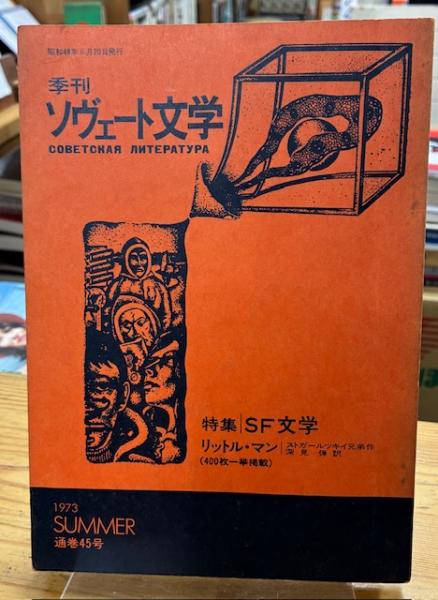 昭和48年6月20日発行
季刊
ソヴェート文学
СОВЕТСКАЯ ЛИТЕРАТУРА
特集 SF文学
リットル・マン ストガールツキイ兄弟作
深見 弾訳
(400枚一挙掲載)
1973
SUMMER
通巻45号